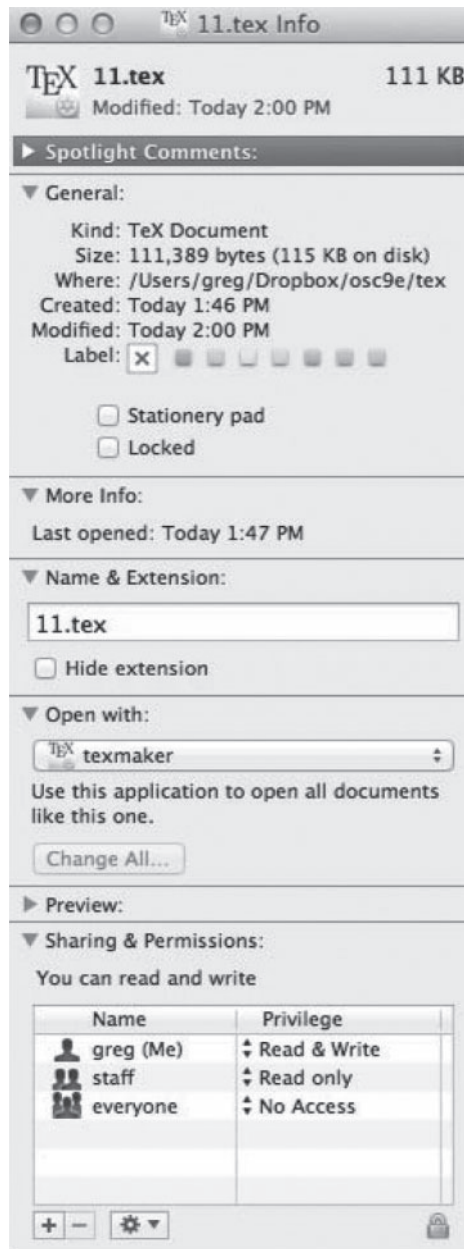 TEX 11.tex Info
TEX 11.tex 111 KB
Modified: Today 2:00 PM
Spotlight Comments:
General:
Kind: TeX Document
Size: 111,389 bytes (115 KB on disk)
Where: /Users/greg/Dropbox/osc9e/tex
Created: Today 1:46 PM
Modified: Today 2:00 PM
Label:
Stationery pad
Locked
More Info:
Last opened: Today 1:47 PM
Name & Extension:
11.tex
Hide extension
Open with:
TEX texmaker
Use this application to open all documents
like this one.
Change All...
Preview:
Sharing & Permissions:
You can read and write
Name Privilege
greg (Me) Read & Write
staff Read only
everyone No Access